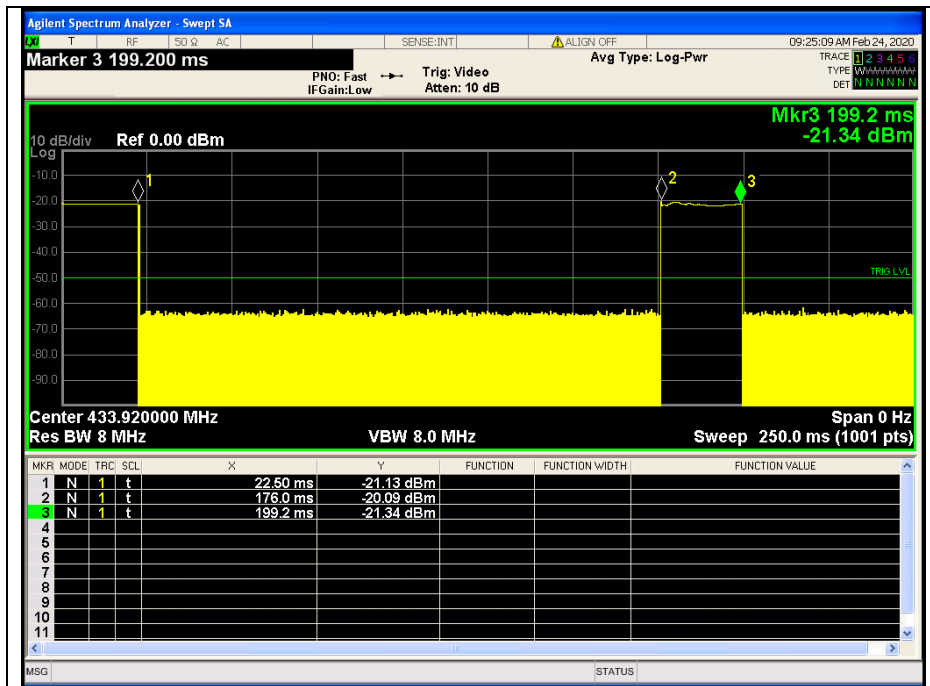 Agilent Spectrum Analyzer - Swept SA
LXI T RF 50 Ω AC SENSE:INT ALIGN OFF 09:25:09 AM Feb 24, 2020
Marker 3 199.200 ms Avg Type: Log-Pwr TRACE 1 2 3 4 5 6
PNO: Fast Trig: Video TYPE WWWWWW
IFGain:Low Atten: 10 dB DET N N N N N N
Mkr3 199.2 ms
10 dB/div Ref 0.00 dBm -21.34 dBm
Log
-10.0
1 2 3
-20.0
-30.0
-40.0
-50.0
TRIG LVL
-60.0
-70.0
-80.0
-90.0
Center 433.920000 MHz Span 0 Hz
Res BW 8 MHz VBW 8.0 MHz Sweep 250.0 ms (1001 pts)
MKR MODE TRC SCL X Y FUNCTION FUNCTION WIDTH FUNCTION VALUE
1 N 1 t 22.50 ms -21.13 dBm
2 N 1 t 176.0 ms -20.09 dBm
3 N 1 t 199.2 ms -21.34 dBm
4
5
6
7
8
9
10
11
MSG STATUS